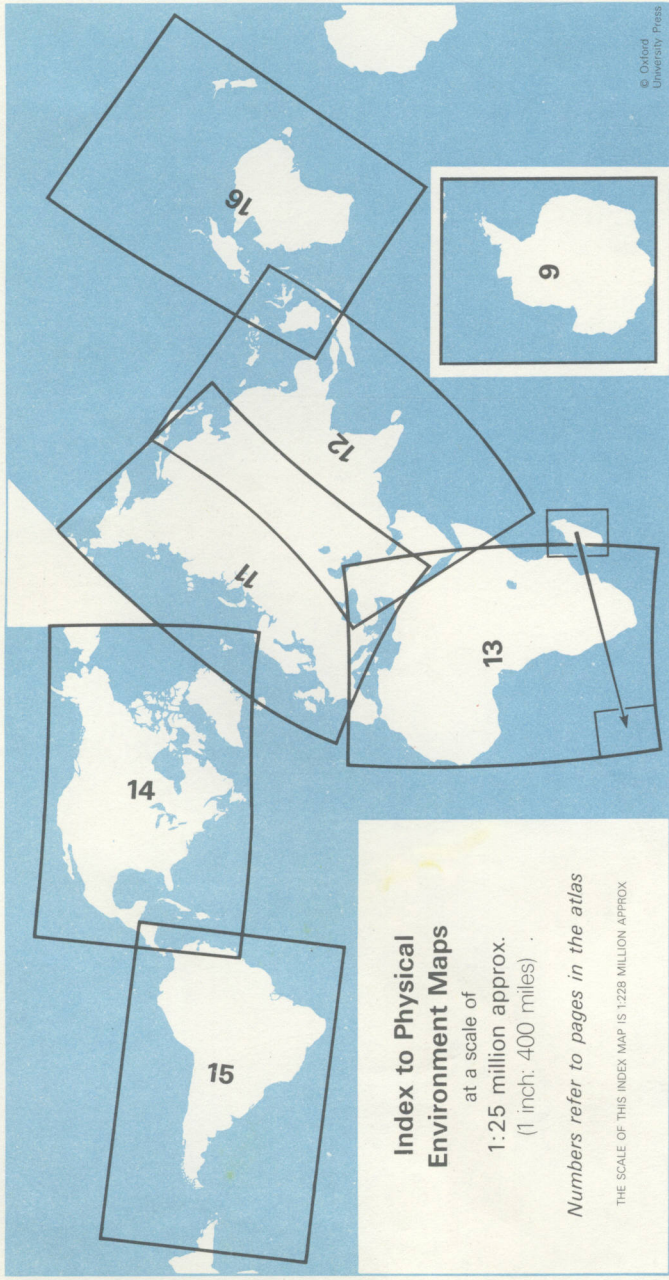 16
9
12
11
13
14
15
Index to Physical
Environment Maps
at a scale of
1:25 million approx.
(1 inch: 400 miles)
Numbers refer to pages in the atlas
THE SCALE OF THIS INDEX MAP IS 1:228 MILLION APPROX
© Oxford
University Press